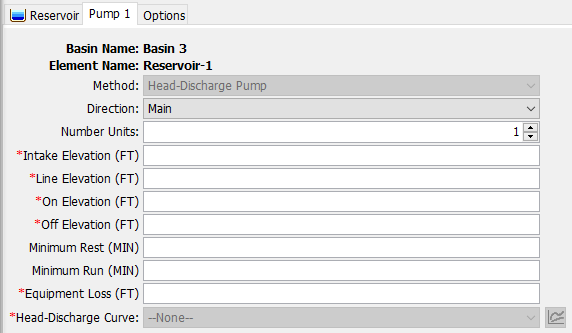 Reservoir Pump 1 Options
Basin Name: Basin 3
Element Name: Reservoir-1
Method: Head-Discharge Pump
Direction: Main
Number Units: 1
*Intake Elevation (FT)
*Line Elevation (FT)
*On Elevation (FT)
*Off Elevation (FT)
Minimum Rest (MIN)
Minimum Run (MIN)
*Equipment Loss (FT)
*Head-Discharge Curve: --None--